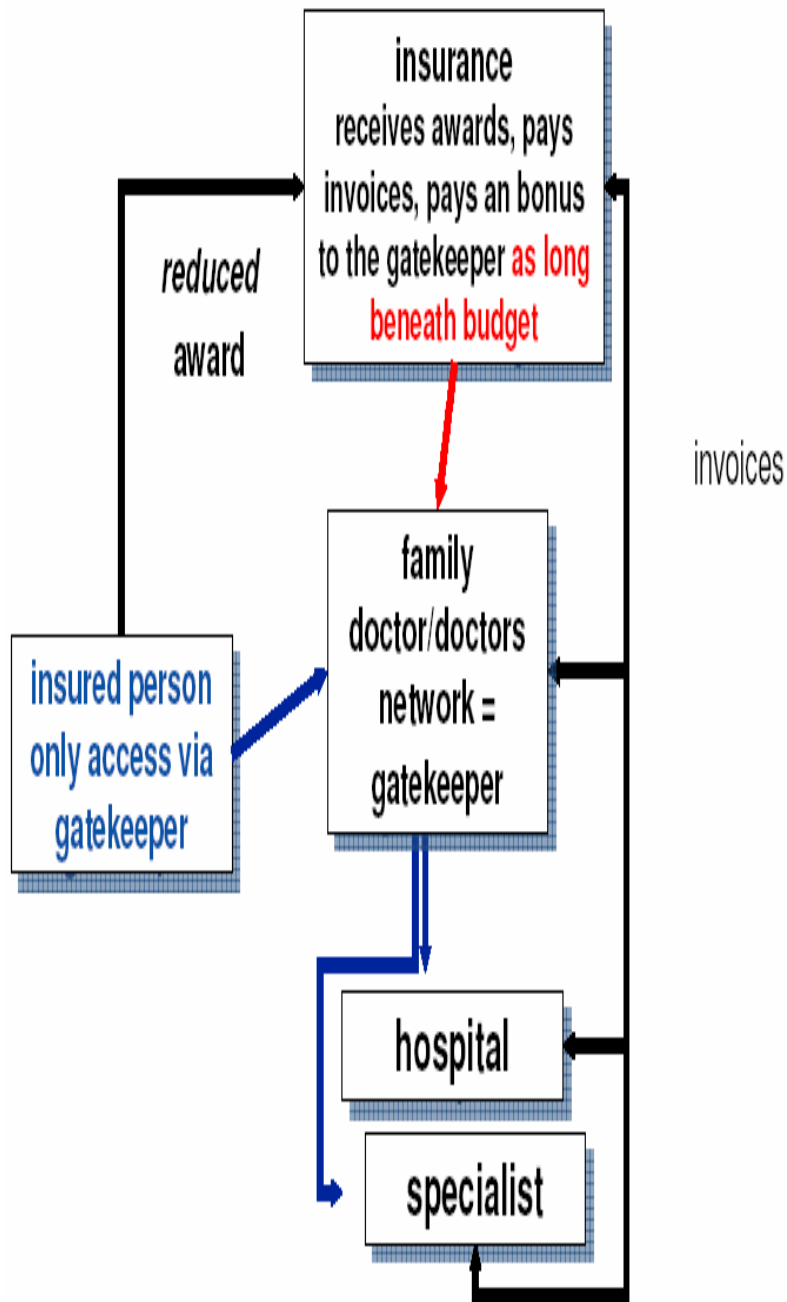 insurance
receives awards, pays
invoices, pays an bonus
to the gatekeeper as long
beneath budget
reduced
award
invoices
family
doctor/doctors
network =
gatekeeper
insured person
only access via
gatekeeper
hospital
specialist